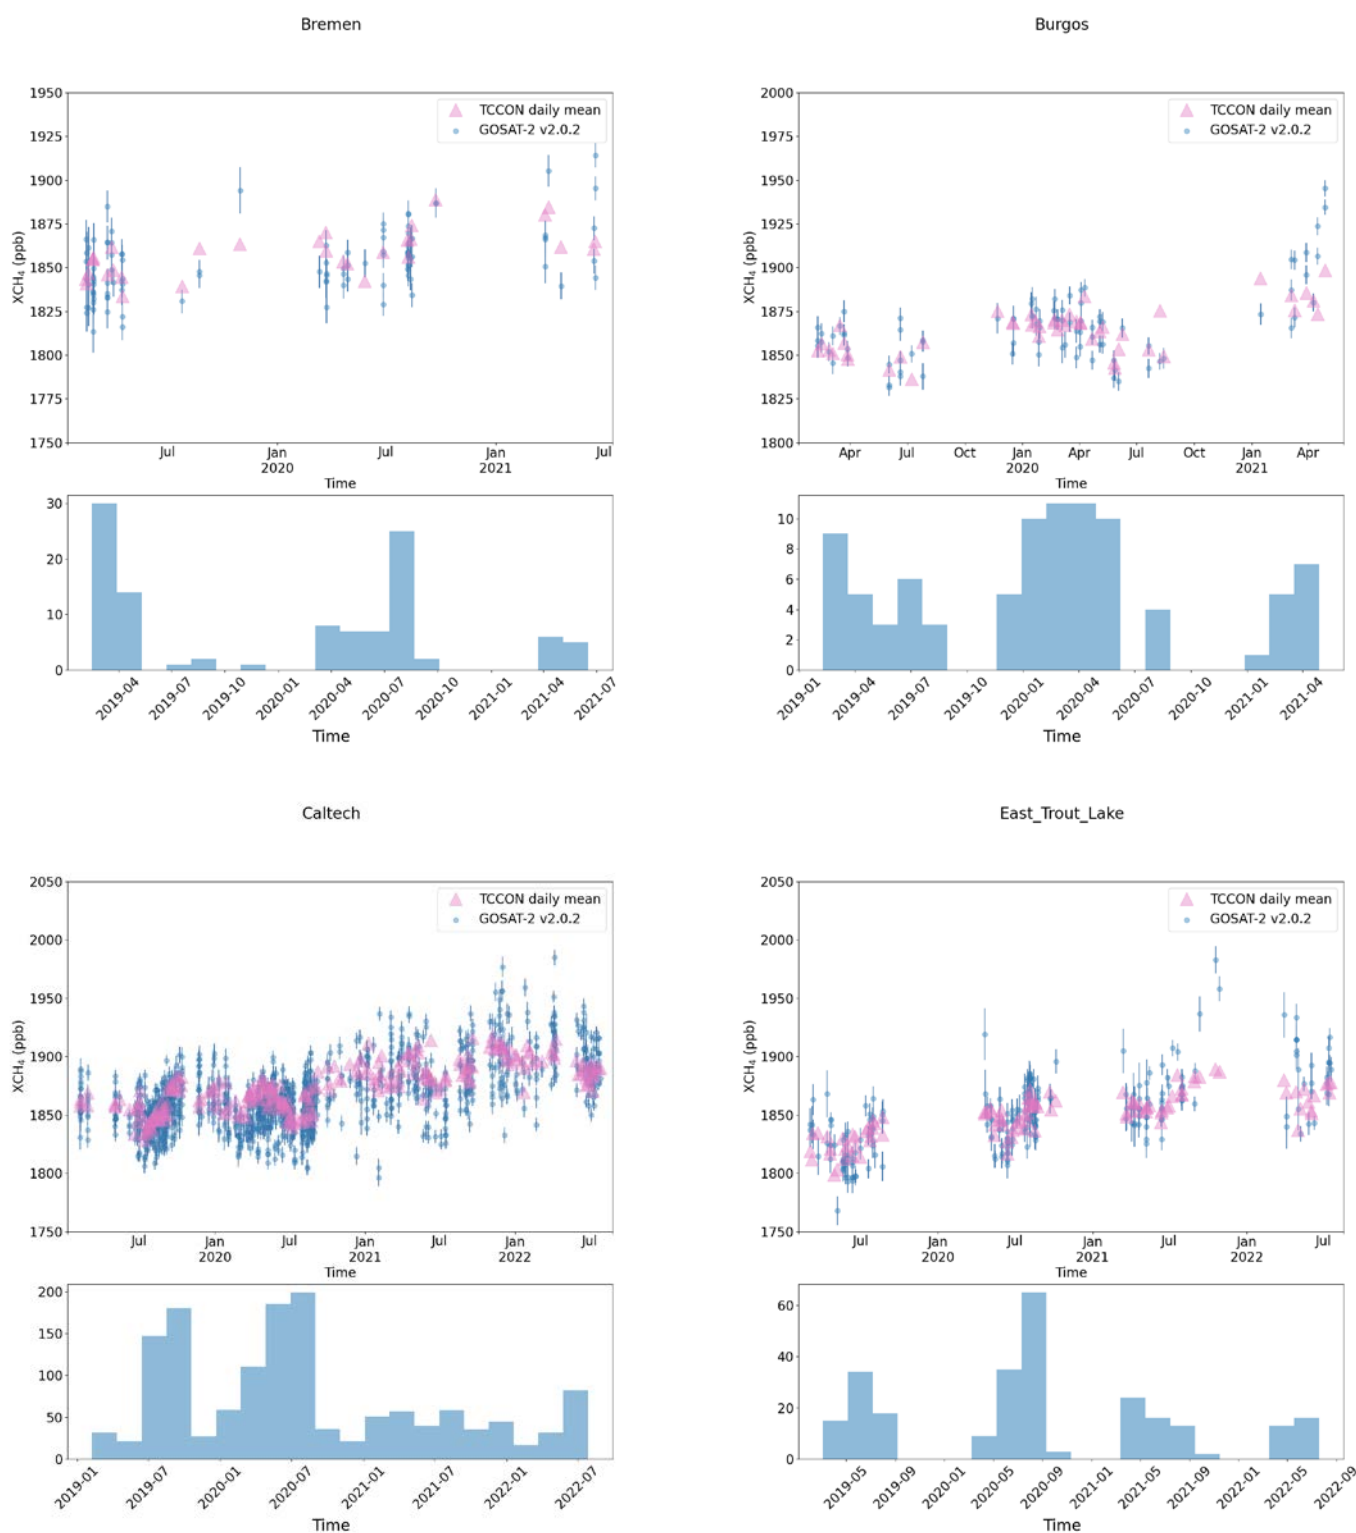 Bremen
Burgos
1950
1925
1900
1875
1850
1825
1800
1775
1750
XCH₄ (ppb)
TCCON daily mean
GOSAT-2 v2.0.2
Jul
Jan
2020
Jul
Jan
2021
Jul
Time
2000
1975
1950
1925
1900
1875
1850
1825
1800
XCH₄ (ppb)
TCCON daily mean
GOSAT-2 v2.0.2
Apr
Jul
Oct
Jan
2020
Apr
Jul
Oct
Jan
2021
Apr
Time
30
20
10
0
2019-04
2019-07
2019-10
2020-01
2020-04
2020-07
2020-10
2021-01
2021-04
2021-07
Time
10
8
6
4
2
0
2019-01
2019-04
2019-07
2019-10
2020-01
2020-04
2020-07
2020-10
2021-01
2021-04
Time
Caltech
East_Trout_Lake
2050
2000
1950
1900
1850
1800
1750
XCH₄ (ppb)
TCCON daily mean
GOSAT-2 v2.0.2
Jul
Jan
2020
Jul
Jan
2021
Jul
Jan
2022
Jul
Time
2050
2000
1950
1900
1850
1800
1750
XCH₄ (ppb)
TCCON daily mean
GOSAT-2 v2.0.2
Jul
Jan
2020
Jul
Jan
2021
Jul
Jan
2022
Jul
Time
200
150
100
50
0
2019-01
2019-07
2020-01
2020-07
2021-01
2021-07
2022-01
2022-07
Time
60
40
20
0
2019-05
2019-09
2020-01
2020-05
2020-09
2021-01
2021-05
2021-09
2022-01
2022-05
2022-09
Time